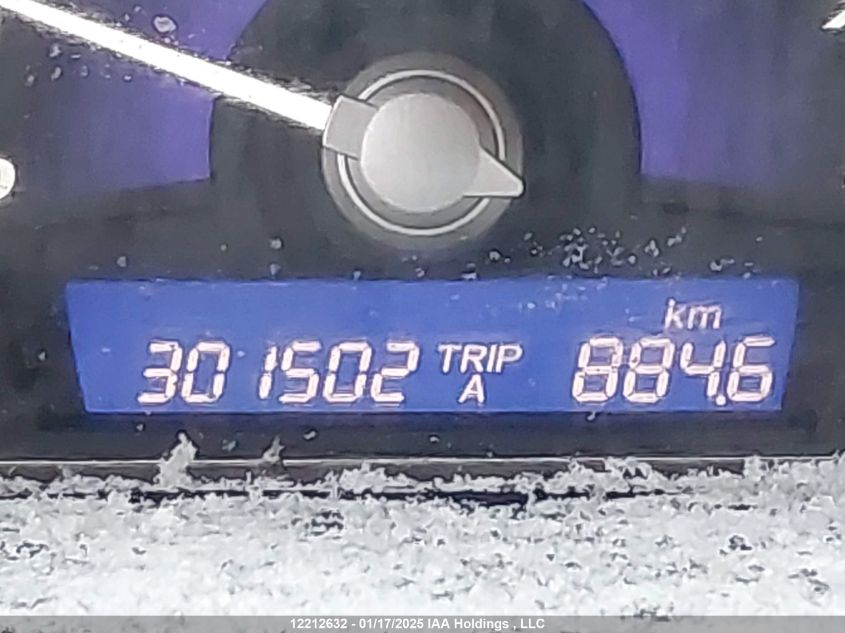 km
301502 TRIP A 884.6
12212632 - 01/17/2025 IAA Holdings , LLC